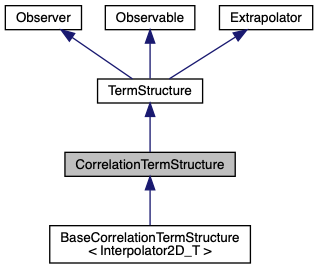 Observer
Observable
Extrapolator
TermStructure
CorrelationTermStructure
BaseCorrelationTermStructure
< Interpolator2D_T >